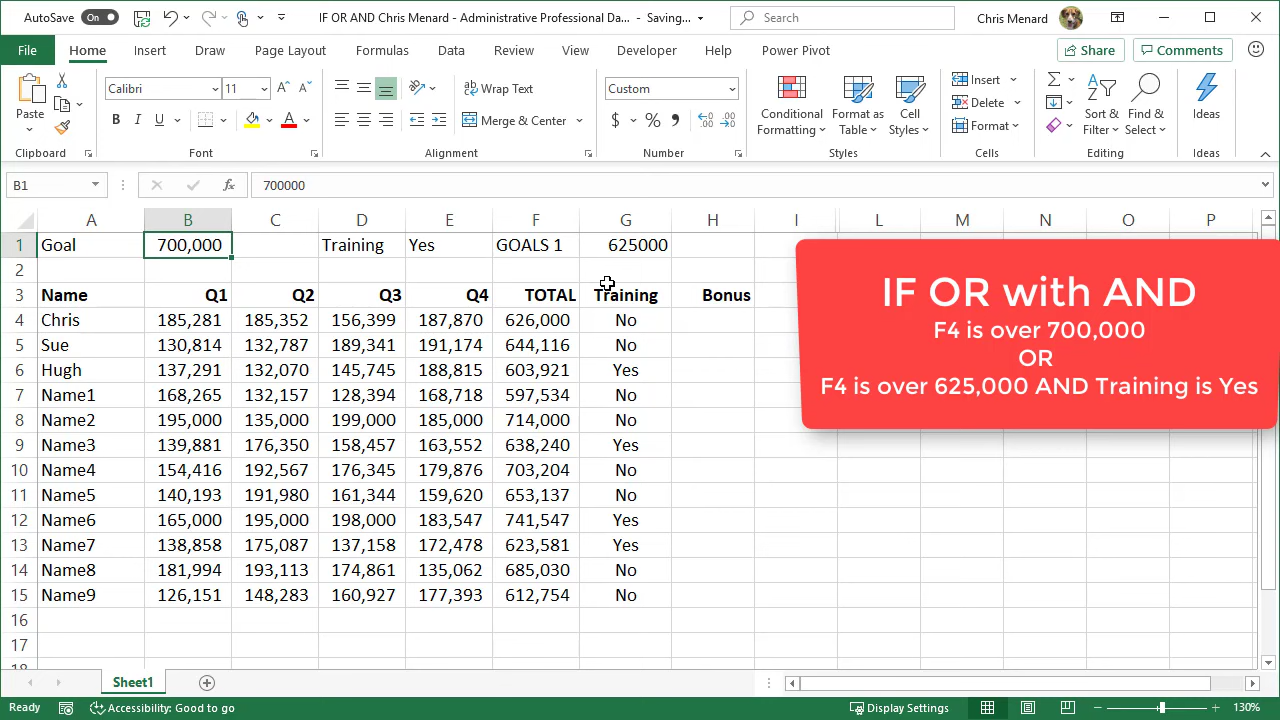 AutoSave On IF OR AND Chris Menard - Administrative Professional Da... - Saving... Search Chris Menard
File Home Insert Draw Page Layout Formulas Data Review View Developer Help Power Pivot Share Comments
Paste Calibri 11 ab Wrap Text Custom Conditional Formatting Format as Table Cell Styles Insert Sort & Filter Find & Select Ideas
B I U A Merge & Center $ % Delete
Format
Clipboard Font Alignment Number Styles Cells Editing Ideas
B1 fx 700000
A B C D E F G H I L M N O P
1 Goal 700,000 Training Yes GOALS 1 625000
2
3 Name Q1 Q2 Q3 Q4 TOTAL Training Bonus
4 Chris 185,281 185,352 156,399 187,870 626,000 No
5 Sue 130,814 132,787 189,341 191,174 644,116 No
6 Hugh 137,291 132,070 145,745 188,815 603,921 Yes
7 Name1 168,265 132,157 128,394 168,718 597,534 No
8 Name2 195,000 135,000 199,000 185,000 714,000 No
9 Name3 139,881 176,350 158,457 163,552 638,240 Yes
10 Name4 154,416 192,567 176,345 179,876 703,204 No
11 Name5 140,193 191,980 161,344 159,620 653,137 No
12 Name6 165,000 195,000 198,000 183,547 741,547 Yes
13 Name7 138,858 175,087 137,158 172,478 623,581 Yes
14 Name8 181,994 193,113 174,861 135,062 685,030 No
15 Name9 126,151 148,283 160,927 177,393 612,754 No
16
17
IF OR with AND
F4 is over 700,000
OR
F4 is over 625,000 AND Training is Yes
Sheet1
Ready Accessibility: Good to go Display Settings 130%